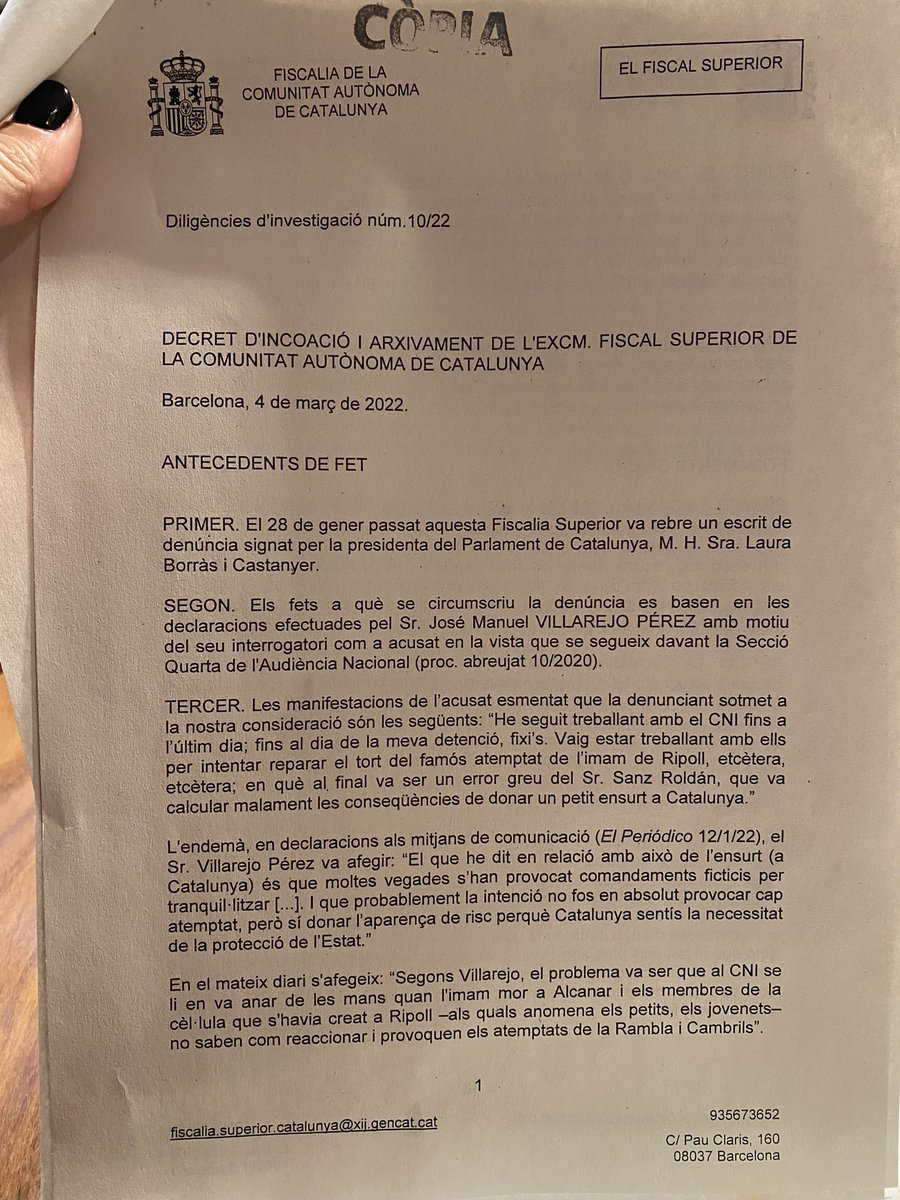 CÒPIA
FISCALIA DE LA
COMUNITAT AUTÒNOMA
DE CATALUNYA
EL FISCAL SUPERIOR
Diligències d'investigació núm.10/22
DECRET D'INCOACIÓ I ARXIVAMENT DE L'EXCM. FISCAL SUPERIOR DE
LA COMUNITAT AUTÒNOMA DE CATALUNYA
Barcelona, 4 de març de 2022.
ANTECEDENTS DE FET
PRIMER. El 28 de gener passat aquesta Fiscalia Superior va rebre un escrit de
denúncia signat per la presidenta del Parlament de Catalunya, M. H. Sra. Laura
Borràs i Castanyer.
SEGON. Els fets a què se circumscriu la denúncia es basen en les
declaracions efectuades pel Sr. José Manuel VILLAREJO PÉREZ amb motiu
del seu interrogatori com a acusat en la vista que se segueix davant la Secció
Quarta de l'Audiència Nacional (proc. abreujat 10/2020).
TERCER. Les manifestacions de l’acusat esmentat que la denunciant sotmet a
la nostra consideració són les següents: “He seguit treballant amb el CNI fins a
l’últim dia; fins al dia de la meva detenció, fixi’s. Vaig estar treballant amb ells
per intentar reparar el tort del famós atemptat de l’imam de Ripoll, etcètera,
etcètera; en què al final va ser un error greu del Sr. Sanz Roldán, que va
calcular malament les conseqüències de donar un petit ensurt a Catalunya.”
L'endemà, en declaracions als mitjans de comunicació (El Periódico 12/1/22), el
Sr. Villarejo Pérez va afegir: “El que he dit en relació amb això de l’ensurt (a
Catalunya) és que moltes vegades s’han provocat comandaments ficticis per
tranquil·litzar [...]. I que probablement la intenció no fos en absolut provocar cap
atemptat, però sí donar l’aparença de risc perquè Catalunya sentís la necessitat
de la protecció de l’Estat.”
En el mateix diari s'afegeix: “Segons Villarejo, el problema va ser que al CNI se
li en va anar de les mans quan l'imam mor a Alcanar i els membres de la
cèl·lula que s'havia creat a Ripoll –als quals anomena els petits, els jovenets–
no saben com reaccionar i provoquen els atemptats de la Rambla i Cambrils”.
1
fiscalia.superior.catalunya@xij.gencat.cat
935673652
C/ Pau Claris, 160
08037 Barcelona